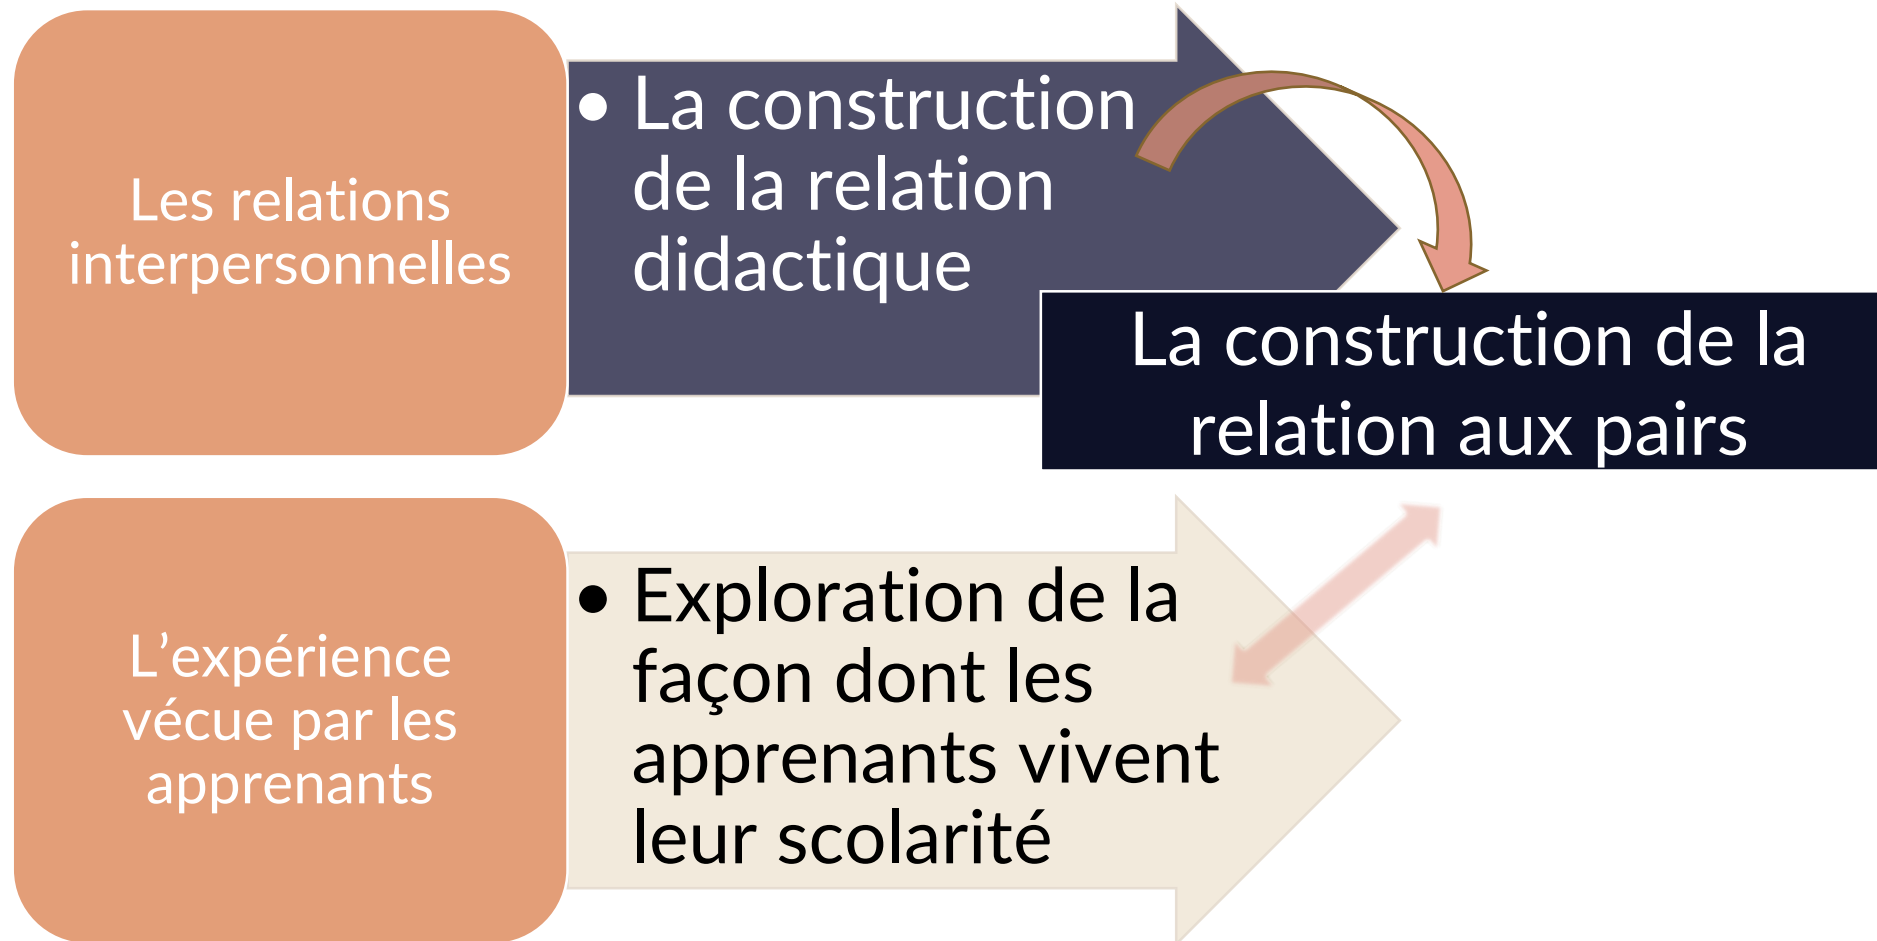 Les relations
interpersonnelles
• La construction
de la relation
didactique
La construction de la
relation aux pairs
L’expérience
vécue par les
apprenants
• Exploration de la
façon dont les
apprenants vivent
leur scolarité